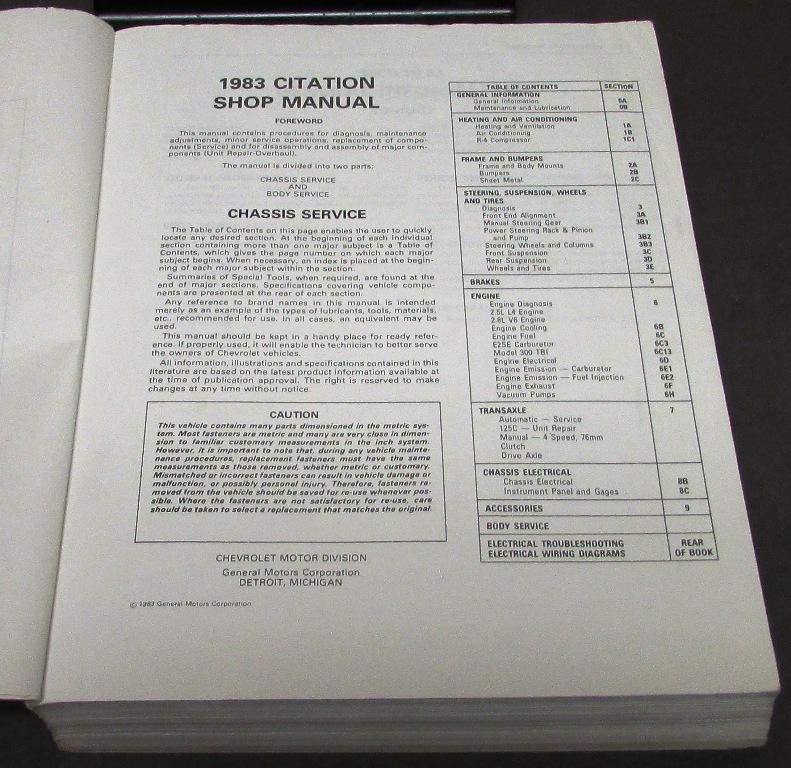 1983 CITATION
SHOP MANUAL
FOREWORD
This manual contains procedures for diagnosis, maintenance
adjustments, minor service operations, replacement of compo-
nents (Service) and for disassembly and assembly of major com-
ponents (Unit Repair-Overhaul).
The manual is divided into two parts:
CHASSIS SERVICE
AND
BODY SERVICE
CHASSIS SERVICE
The Table of Contents on this page enables the user to quickly
locate any desired section. At the beginning of each individual
section containing more than one major subject is a Table of
Contents, which gives the page number on which each major
subject begins. When necessary, an index is placed at the begin-
ning of each major subject within the section.
Summaries of Special Tools, when required, are found at the
end of major sections. Specifications covering vehicle compo-
nents are presented at the rear of each section.
Any reference to brand names in this manual is intended
merely as an example of the types of lubricants, tools, materials,
etc., recommended for use. In all cases, an equivalent may be
used.
This manual should be kept in a handy place for ready refer-
ence. If properly used, it will enable the technician to better serve
the owners of Chevrolet vehicles.
All information, illustrations and specifications contained in this
literature are based on the latest product information available at
the time of publication approval. The right is reserved to make
changes at any time without notice.
CAUTION
This vehicle contains many parts dimensioned in the metric sys-
tem. Most fasteners are metric and many are very close in dimen-
sion to familiar customary measurements in the inch system.
However, it is important to note that, during any vehicle mainte-
nance procedures, replacement fasteners must have the same
measurements as those removed, whether metric or customary.
Mismatched or incorrect fasteners can result in vehicle damage or
malfunction, or possibly personal injury. Therefore, fasteners re-
moved from the vehicle should be saved for re-use whenever pos-
sible. Where the fasteners are not satisfactory for re-use, care
should be taken to select a replacement that matches the original.
CHEVROLET MOTOR DIVISION
General Motors Corporation
DETROIT, MICHIGAN
© 1983 General Motors Corporation
TABLE OF CONTENTS SECTION
GENERAL INFORMATION
General Information 0A
Maintenance and Lubrication 0B
HEATING AND AIR CONDITIONING
Heating and Ventilation 1A
Air Conditioning 1B
R-4 Compressor 1C1
FRAME AND BUMPERS
Frame and Body Mounts 2A
Bumpers 2B
Sheet Metal 2C
STEERING, SUSPENSION, WHEELS
AND TIRES
Diagnosis 3
Front End Alignment 3A
Manual Steering Gear 3B1
Power Steering Rack & Pinion
and Pump 3B2
Steering Wheels and Columns 3B3
Front Suspension 3C
Rear Suspension 3D
Wheels and Tires 3E
BRAKES 5
ENGINE
Engine Diagnosis 6
2.5L L4 Engine
2.8L V6 Engine
Engine Cooling 6B
Engine Fuel 6C
E2SE Carburetor 6C3
Model 300 TBI 6C13
Engine Electrical 6D
Engine Emission — Carburetor 6E1
Engine Emission — Fuel Injection 6E2
Engine Exhaust 6F
Vacuum Pumps 6H
TRANSAXLE 7
Automatic — Service
125C — Unit Repair
Manual — 4 Speed, 76mm
Clutch
Drive Axle
CHASSIS ELECTRICAL
Chassis Electrical 8B
Instrument Panel and Gages 8C
ACCESSORIES 9
BODY SERVICE
ELECTRICAL TROUBLESHOOTING REAR
ELECTRICAL WIRING DIAGRAMS OF BOOK